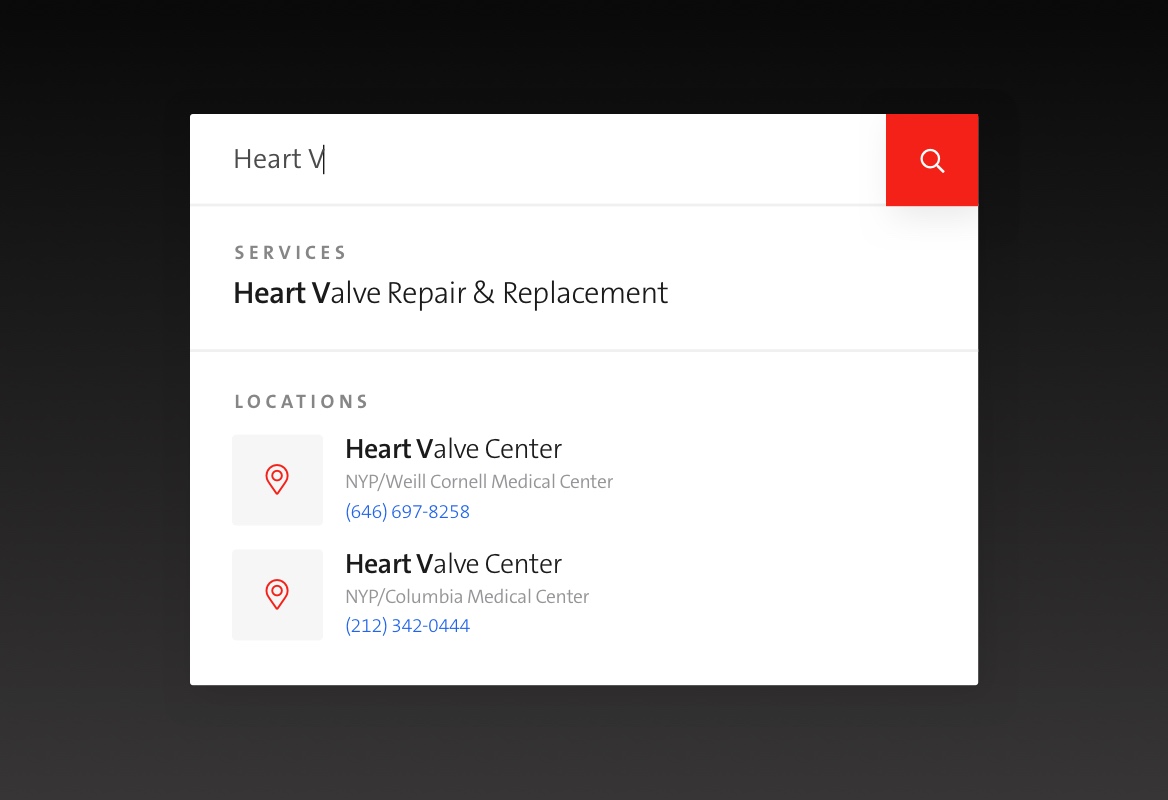 Heart V
SERVICES
Heart Valve Repair & Replacement
LOCATIONS
Heart Valve Center
NYP/Weill Cornell Medical Center
(646) 697-8258
Heart Valve Center
NYP/Columbia Medical Center
(212) 342-0444